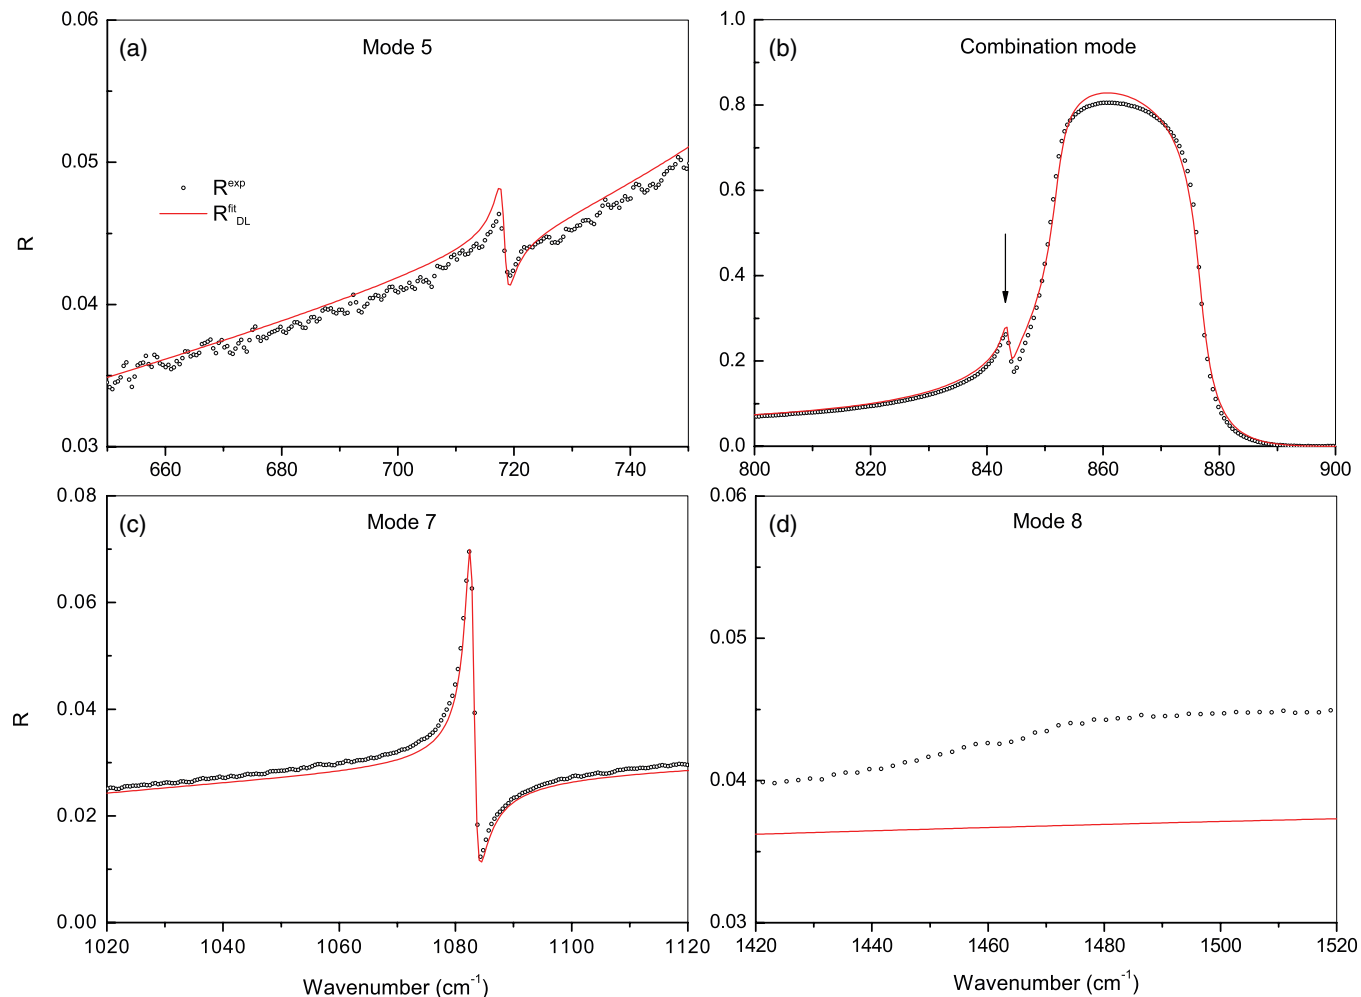 (a) Mode 5
0.06
0.05
0.04
0.03
R
R^exp
R^fit_DL
660 680 700 720 740
(b) Combination mode
1.0
0.8
0.6
0.4
0.2
0.0
800 820 840 860 880 900
(c) Mode 7
0.08
0.06
0.04
0.02
0.00
R
1020 1040 1060 1080 1100 1120
Wavenumber (cm⁻¹)
(d) Mode 8
0.06
0.05
0.04
0.03
1420 1440 1460 1480 1500 1520
Wavenumber (cm⁻¹)